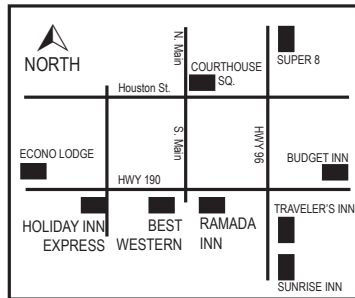 N. Main
NORTH
COURTHOUSE
SQ.
SUPER 8
Houston St.
S. Main
HWY 96
ECONO LODGE
BUDGET INN
HWY 190
HOLIDAY INN
EXPRESS
BEST
WESTERN
RAMADA
INN
TRAVELER'S INN
SUNRISE INN